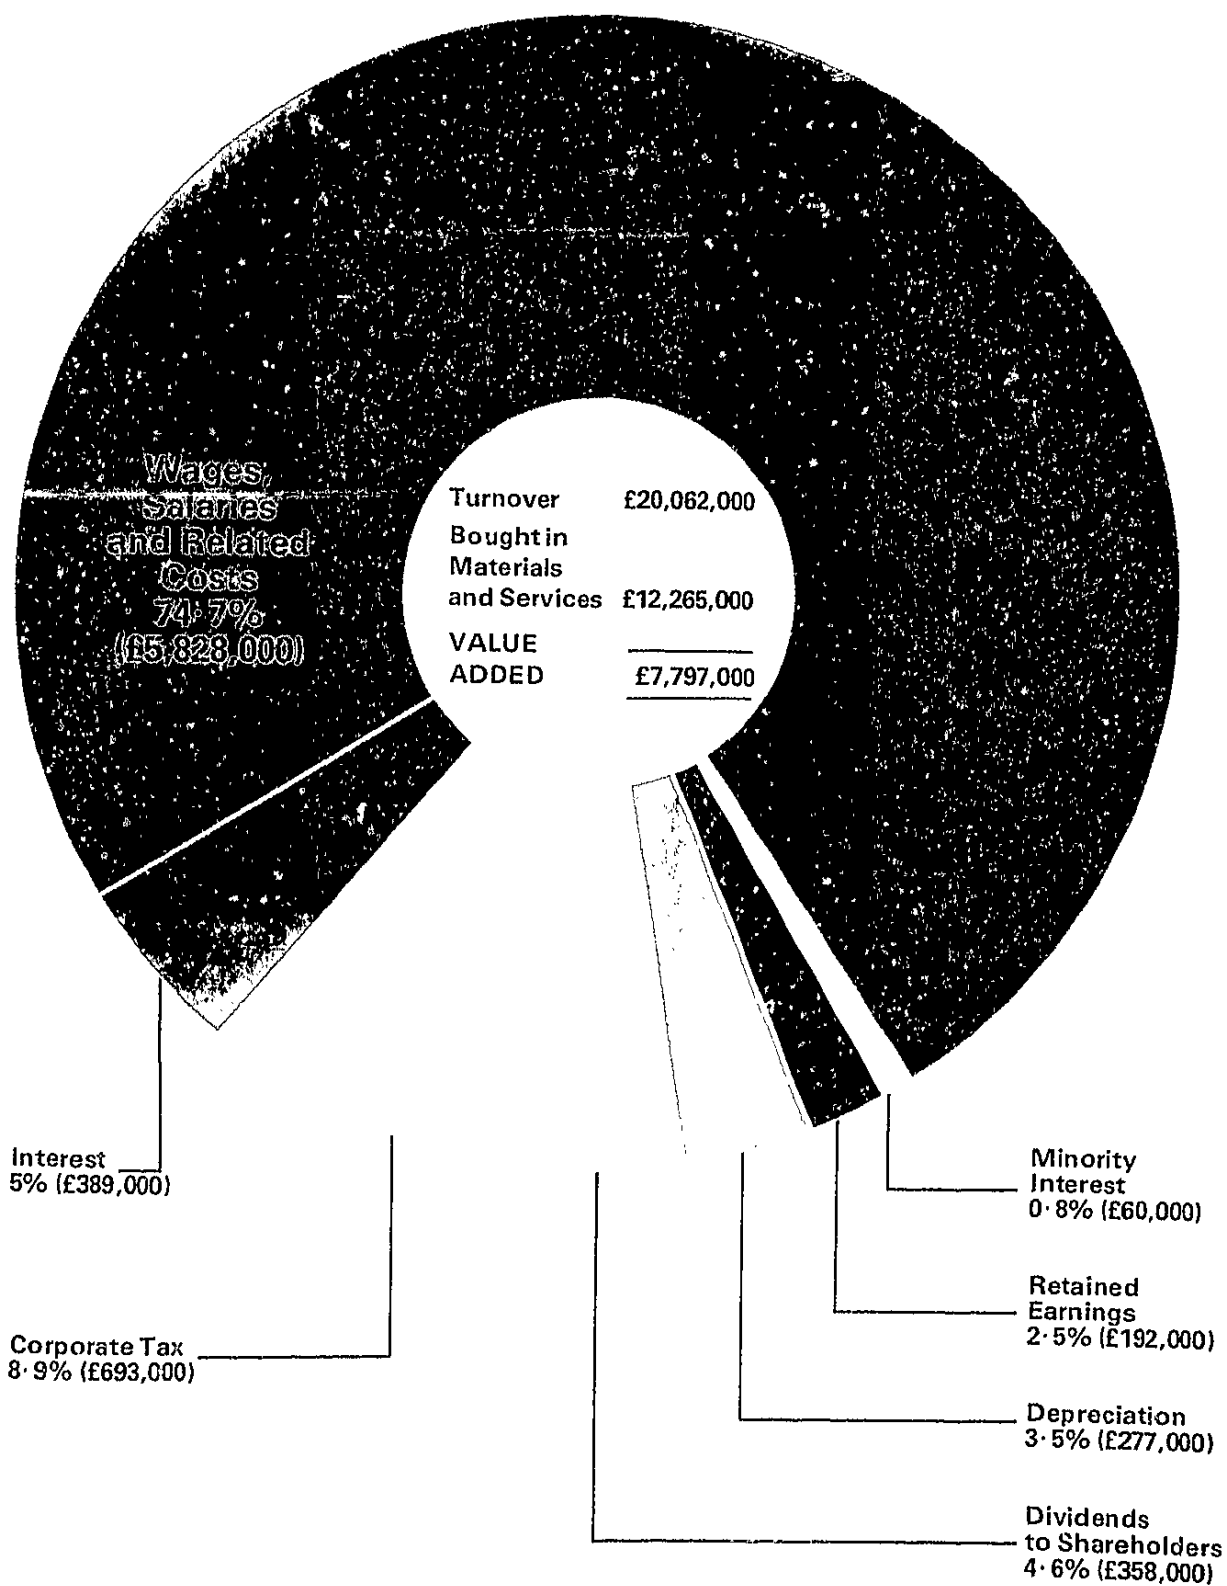 Wages,
Salaries
and Related
Costs
74·7%
(£5,828,000)
Turnover £20,062,000
Bought in
Materials
and Services £12,265,000
VALUE
ADDED £7,797,000
Interest
5% (£389,000)
Corporate Tax
8·9% (£693,000)
Minority
Interest
0·8% (£60,000)
Retained
Earnings
2·5% (£192,000)
Depreciation
3·5% (£277,000)
Dividends
to Shareholders
4·6% (£358,000)